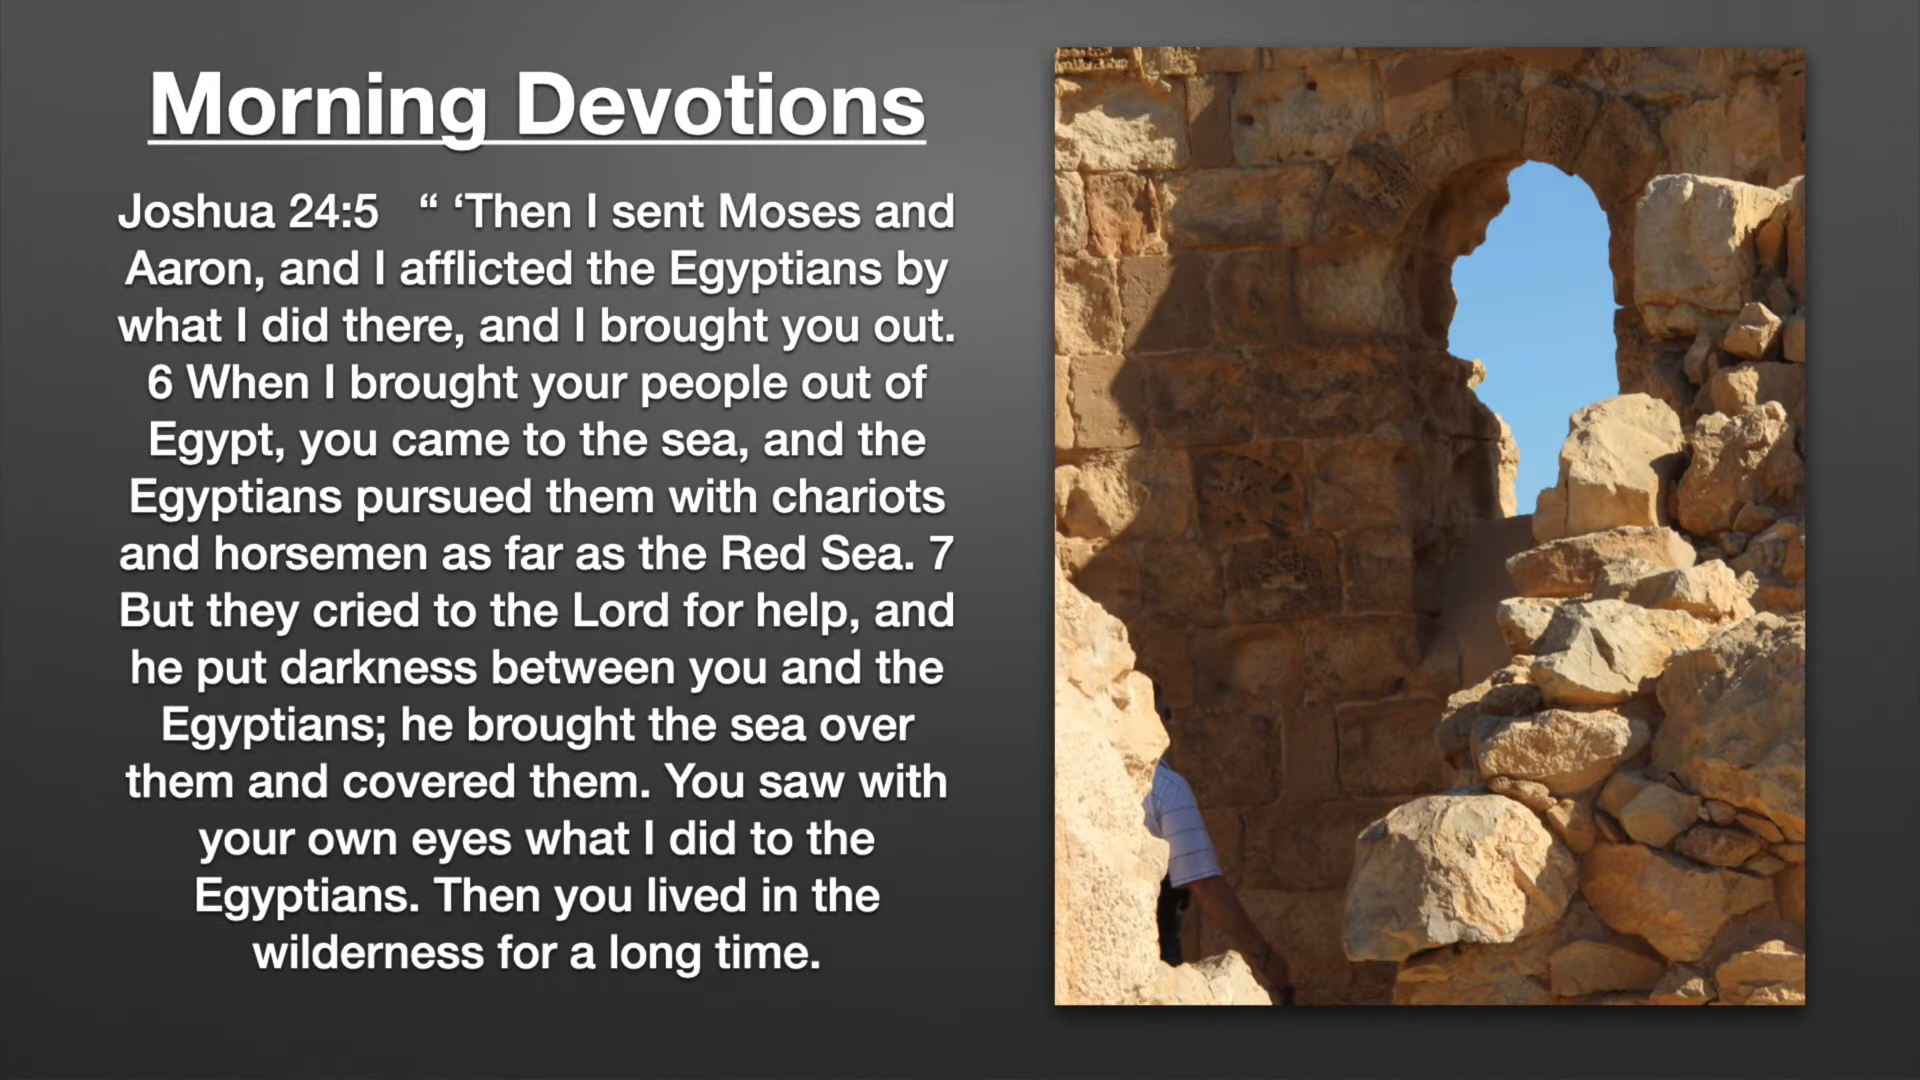 Morning Devotions
Joshua 24:5   “ ‘Then I sent Moses and
Aaron, and I afflicted the Egyptians by
what I did there, and I brought you out.
6 When I brought your people out of
Egypt, you came to the sea, and the
Egyptians pursued them with chariots
and horsemen as far as the Red Sea. 7
But they cried to the Lord for help, and
he put darkness between you and the
Egyptians; he brought the sea over
them and covered them. You saw with
your own eyes what I did to the
Egyptians. Then you lived in the
wilderness for a long time.